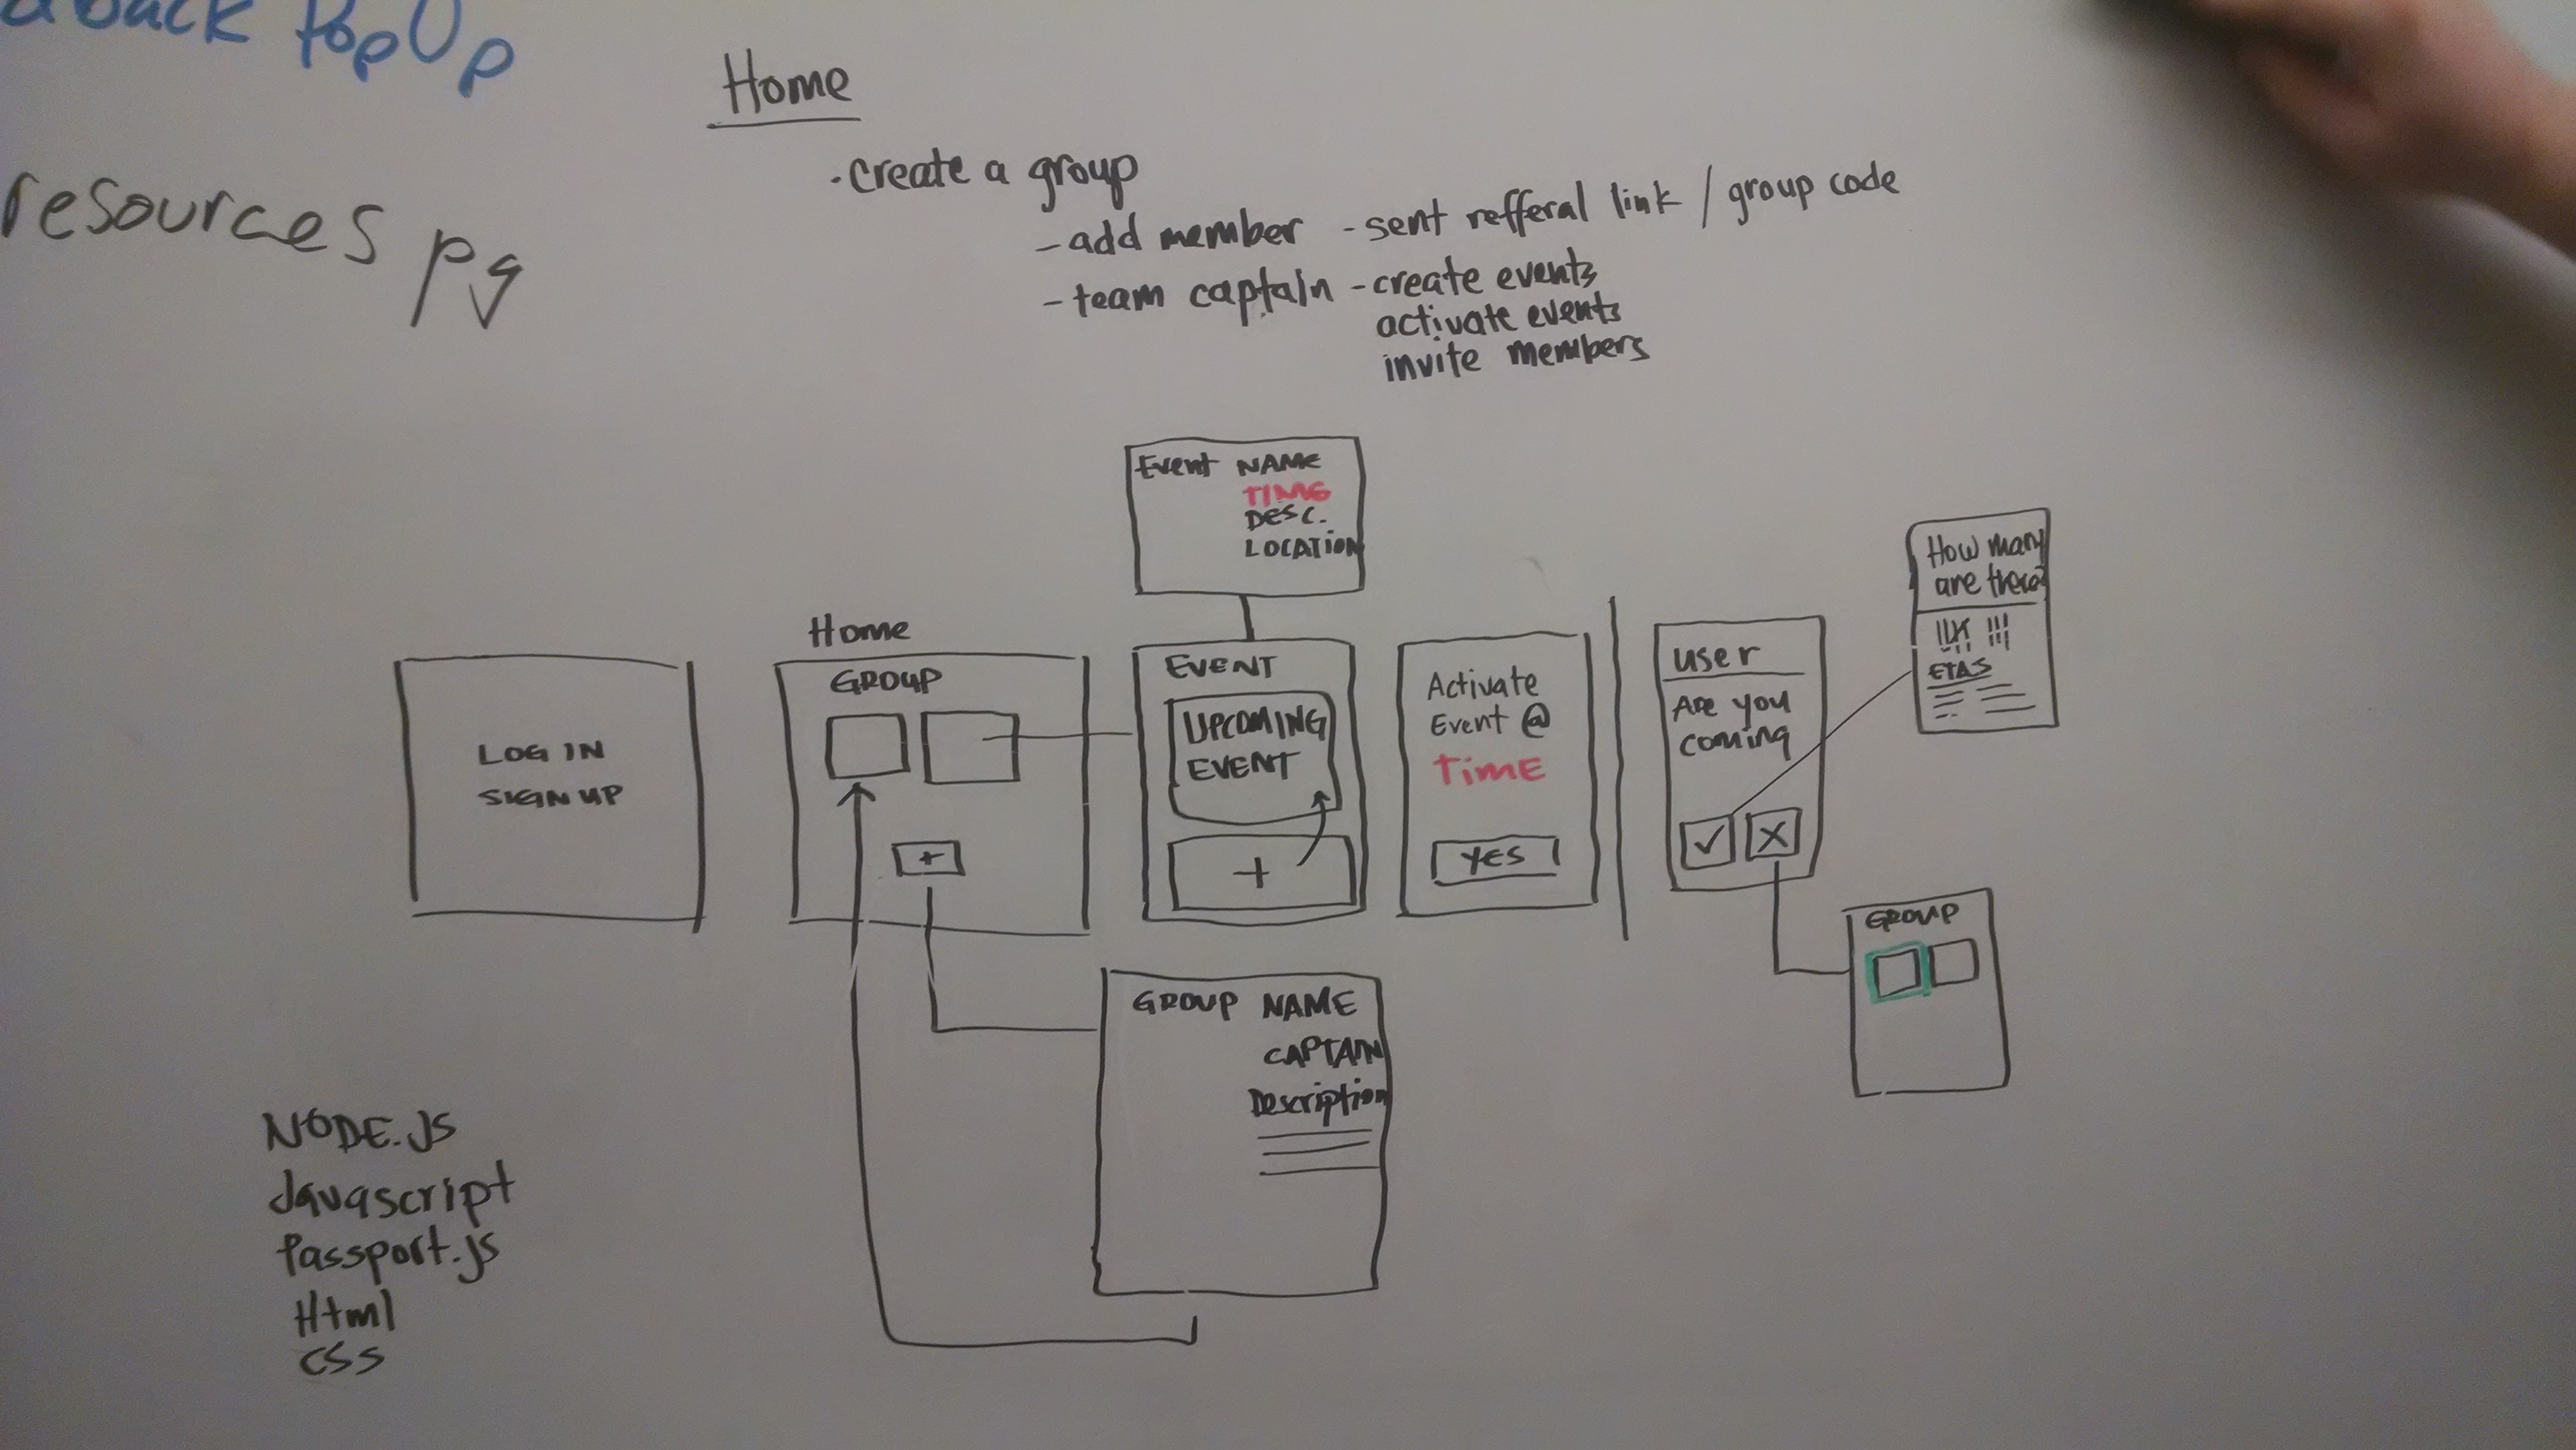 back PopUp
resources pg
Home
· create a group
- add member - sent refferal link / group code
- team captain - create events
activate events
invite members
Event NAME
TIME
DESC.
LOCATION
How many
are there?
ETAS
Home
GROUP
+
LOG IN
SIGN UP
EVENT
UPCOMING
EVENT
+
Activate
Event @
TIME
YES
user
Are you
coming
✓ X
GROUP
GROUP NAME
CAPTAIN
Description
NODE.JS
Javascript
Passport.js
Html
CSS